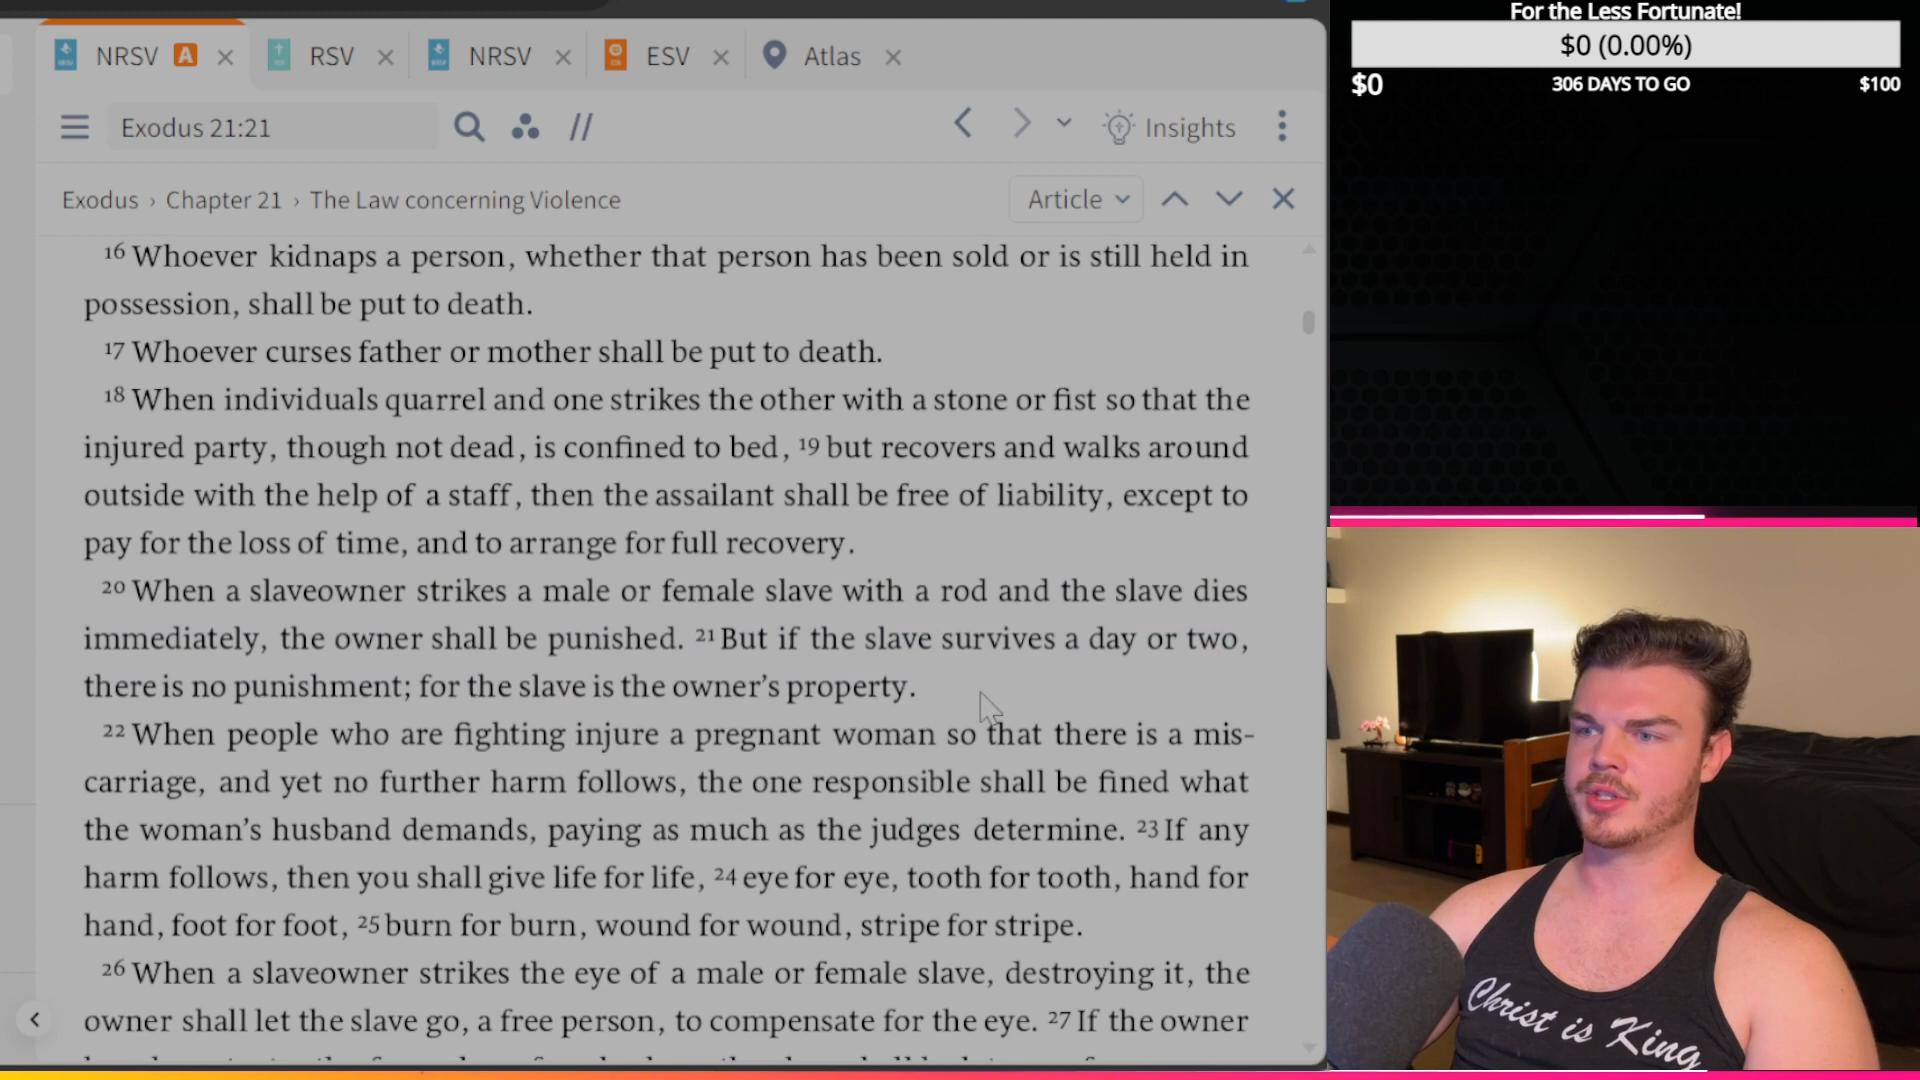 NRSV A RSV NRSV ESV Atlas
Exodus 21:21 // Insights
Exodus › Chapter 21 › The Law concerning Violence Article
16 Whoever kidnaps a person, whether that person has been sold or is still held in
possession, shall be put to death.
17 Whoever curses father or mother shall be put to death.
18 When individuals quarrel and one strikes the other with a stone or fist so that the
injured party, though not dead, is confined to bed, 19 but recovers and walks around
outside with the help of a staff, then the assailant shall be free of liability, except to
pay for the loss of time, and to arrange for full recovery.
20 When a slaveowner strikes a male or female slave with a rod and the slave dies
immediately, the owner shall be punished. 21 But if the slave survives a day or two,
there is no punishment; for the slave is the owner’s property.
22 When people who are fighting injure a pregnant woman so that there is a mis-
carriage, and yet no further harm follows, the one responsible shall be fined what
the woman’s husband demands, paying as much as the judges determine. 23 If any
harm follows, then you shall give life for life, 24 eye for eye, tooth for tooth, hand for
hand, foot for foot, 25 burn for burn, wound for wound, stripe for stripe.
26 When a slaveowner strikes the eye of a male or female slave, destroying it, the
owner shall let the slave go, a free person, to compensate for the eye. 27 If the owner
For the Less Fortunate!
$0 (0.00%)
$0 306 DAYS TO GO $100
Christ is King